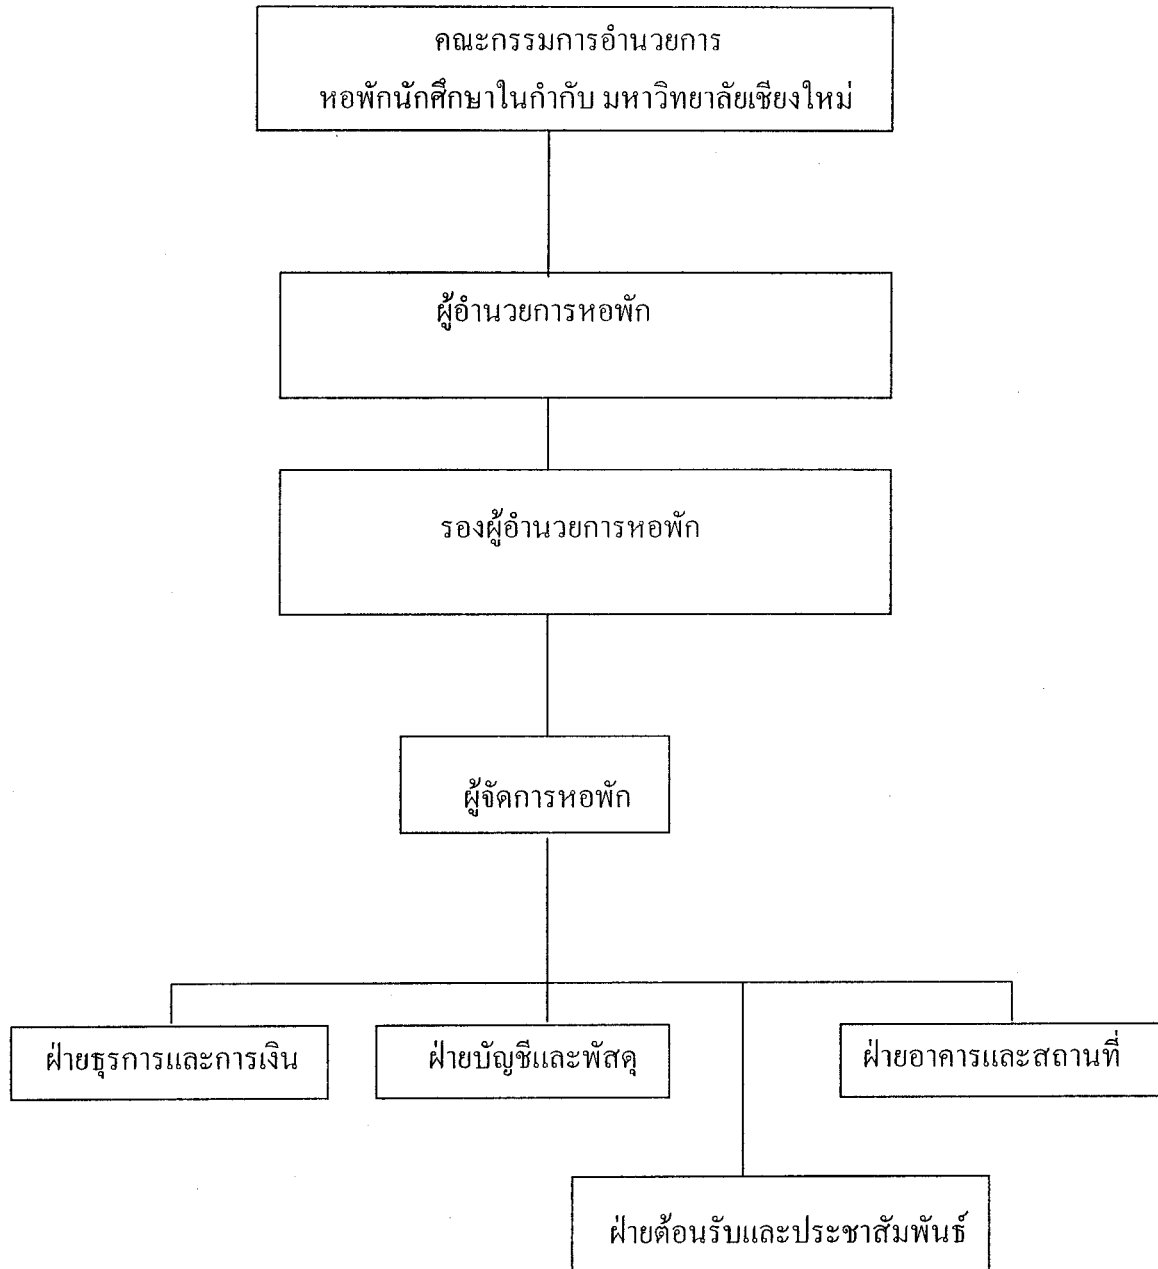 คณะกรรมการอำนวยการ
หอพักนักศึกษาในกำกับ มหาวิทยาลัยเชียงใหม่
ผู้อำนวยการหอพัก
รองผู้อำนวยการหอพัก
ผู้จัดการหอพัก
ฝ่ายธุรการและการเงิน
ฝ่ายบัญชีและพัสดุ
ฝ่ายอาคารและสถานที่
ฝ่ายต้อนรับและประชาสัมพันธ์